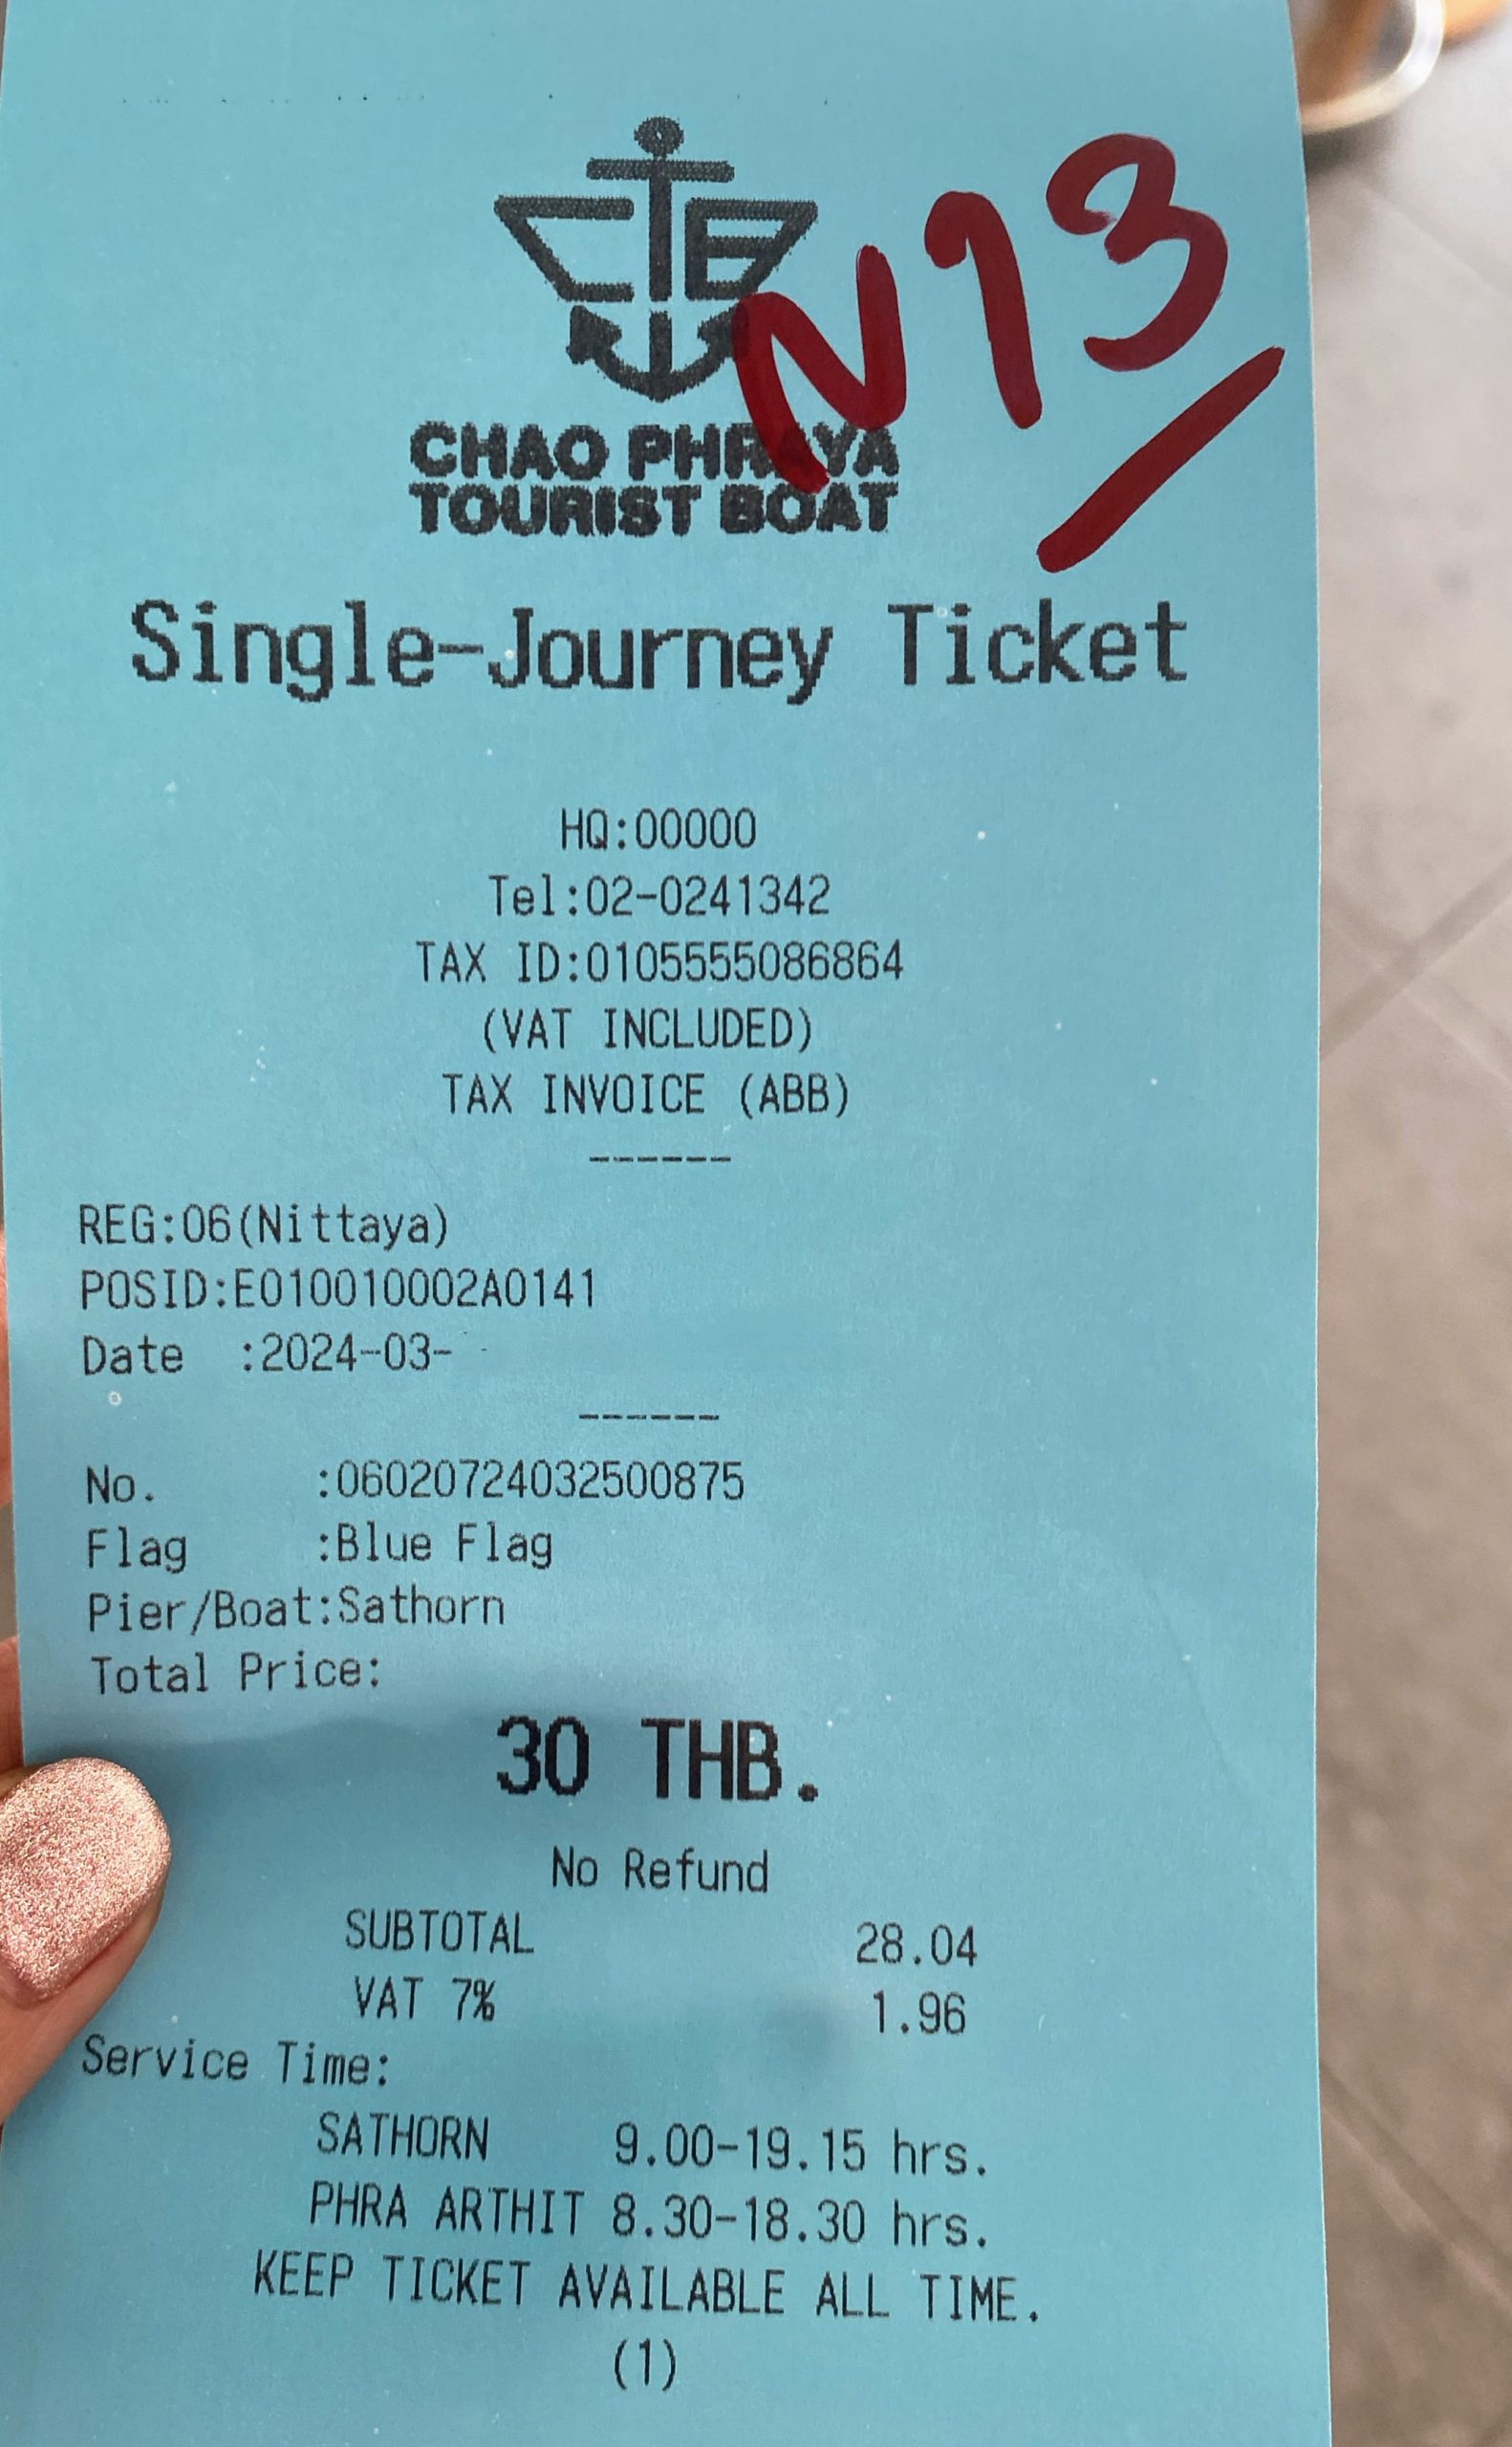 CTB
N13
CHAO PHRAYA
TOURIST BOAT
Single-Journey Ticket
HQ:00000
Tel:02-0241342
TAX ID:0105555086864
(VAT INCLUDED)
TAX INVOICE (ABB)
------
REG:06(Nittaya)
POSID:E010010002A0141
Date :2024-03-
------
No. :06020724032500875
Flag :Blue Flag
Pier/Boat:Sathorn
Total Price:
30 THB.
No Refund
SUBTOTAL 28.04
VAT 7% 1.96
Service Time:
SATHORN 9.00-19.15 hrs.
PHRA ARTHIT 8.30-18.30 hrs.
KEEP TICKET AVAILABLE ALL TIME.
(1)